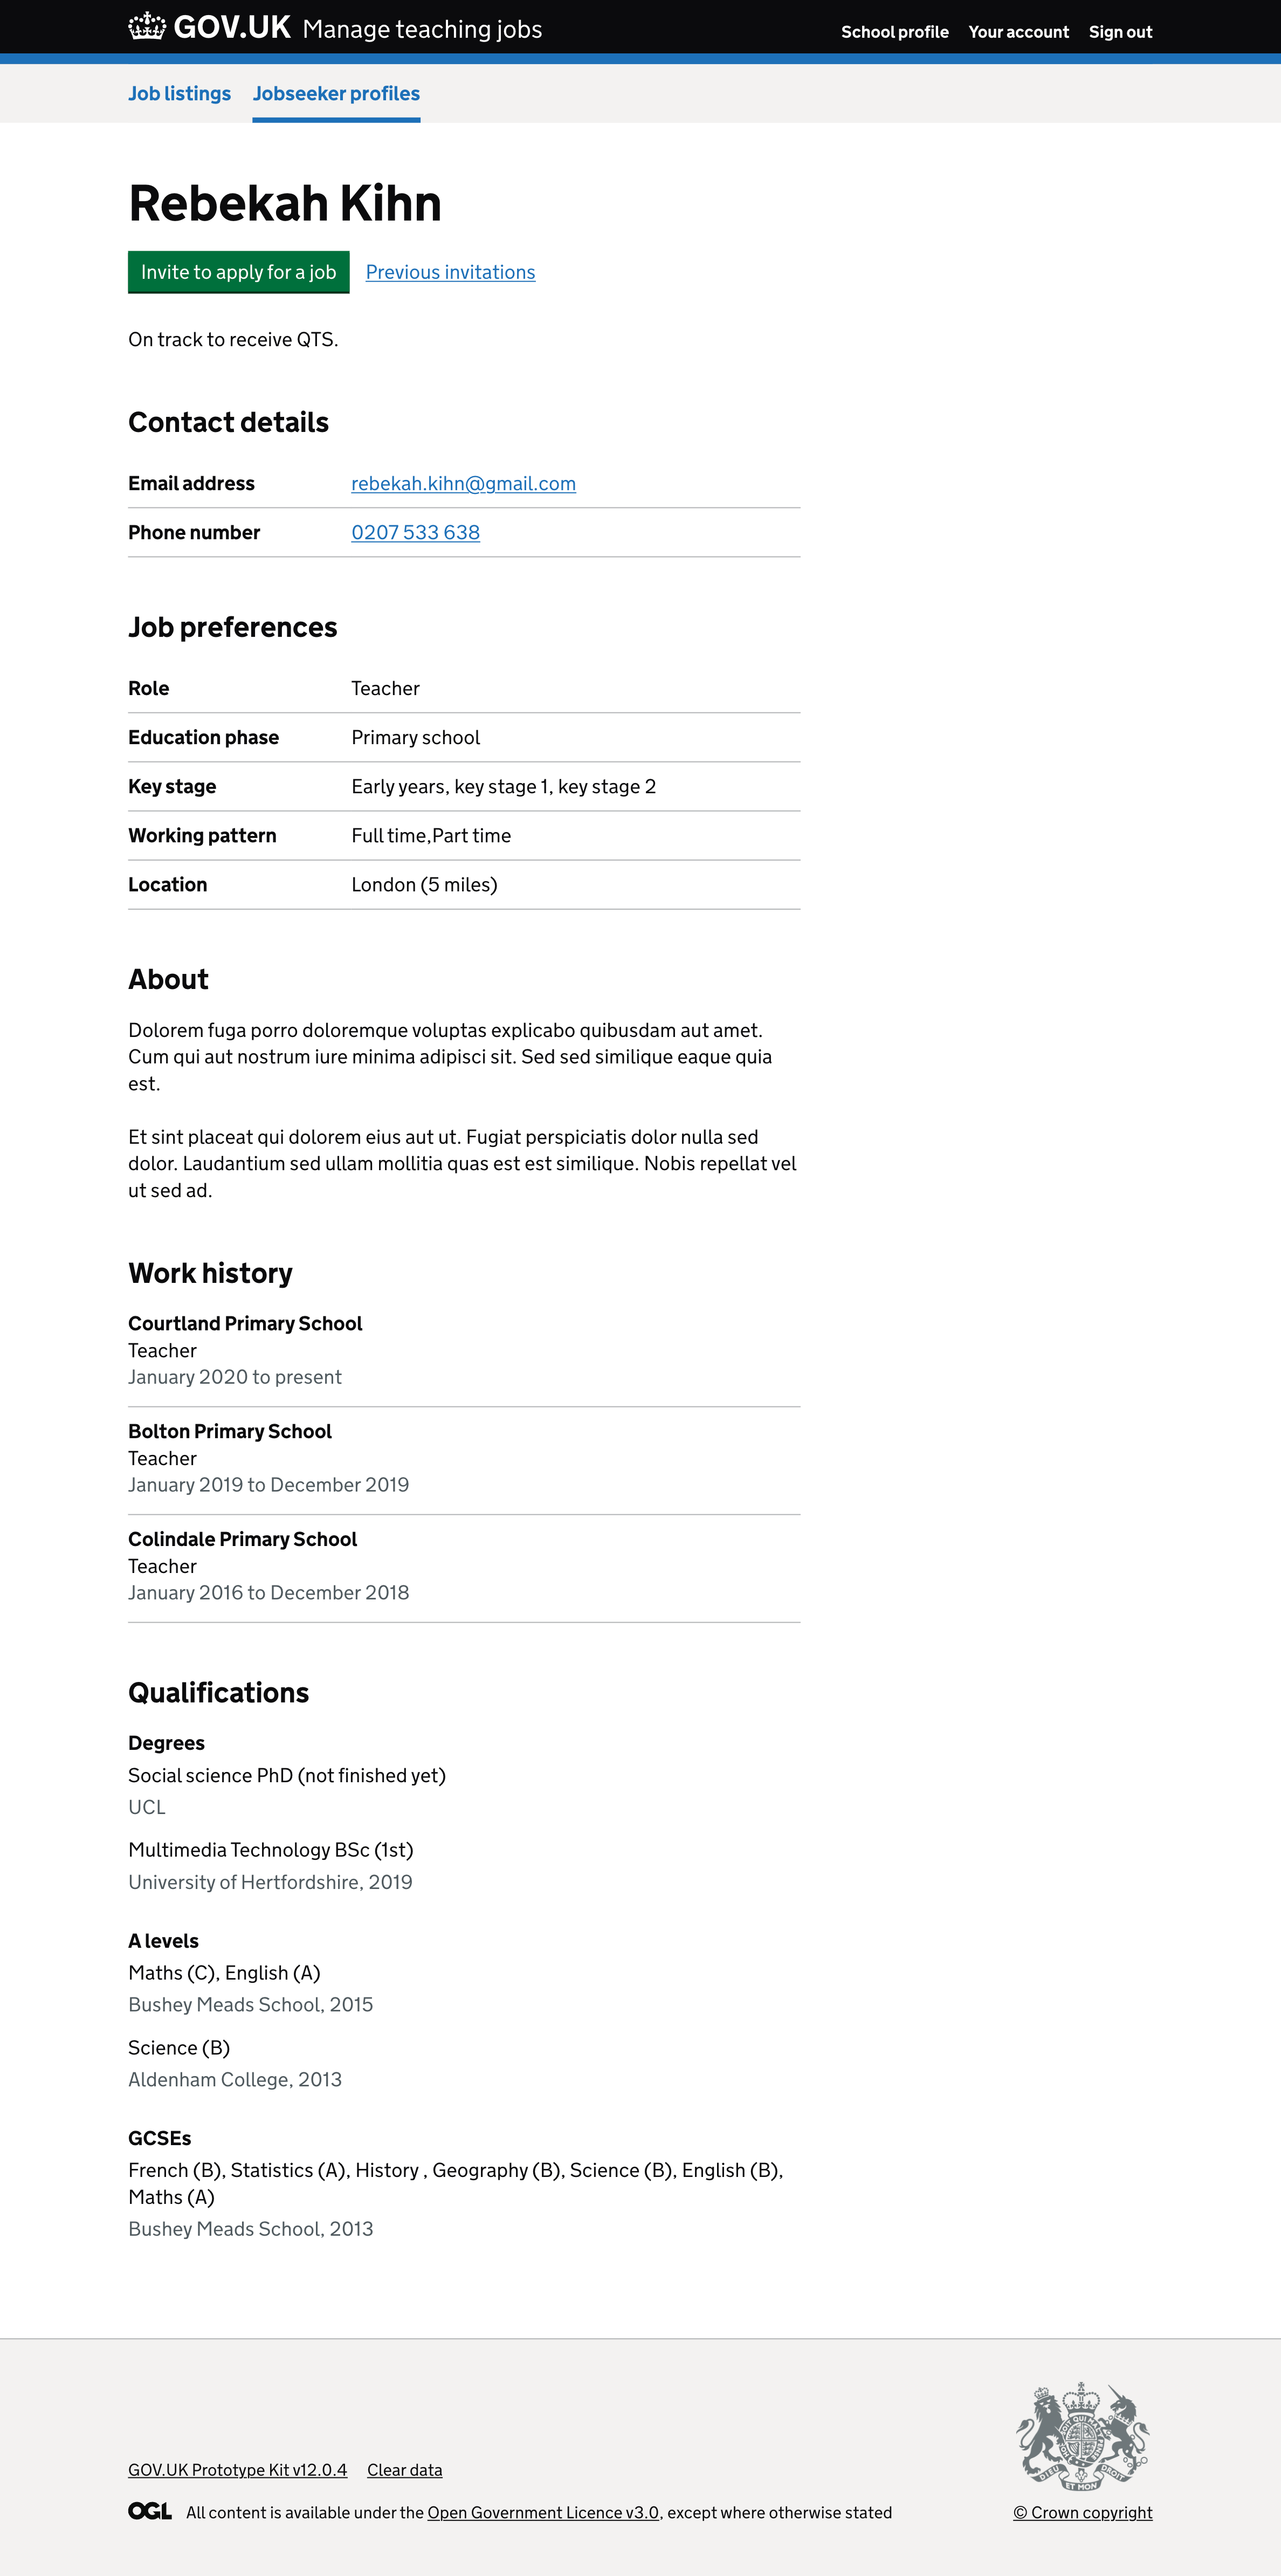 GOV.UK Manage teaching jobs
School profile Your account Sign out
Job listings Jobseeker profiles
Rebekah Kihn
Invite to apply for a job Previous invitations
On track to receive QTS.
Contact details
Email address rebekah.kihn@gmail.com
Phone number 0207 533 638
Job preferences
Role Teacher
Education phase Primary school
Key stage Early years, key stage 1, key stage 2
Working pattern Full time,Part time
Location London (5 miles)
About
Dolorem fuga porro doloremque voluptas explicabo quibusdam aut amet.
Cum qui aut nostrum iure minima adipisci sit. Sed sed similique eaque quia
est.
Et sint placeat qui dolorem eius aut ut. Fugiat perspiciatis dolor nulla sed
dolor. Laudantium sed ullam mollitia quas est est similique. Nobis repellat vel
ut sed ad.
Work history
Courtland Primary School
Teacher
January 2020 to present
Bolton Primary School
Teacher
January 2019 to December 2019
Colindale Primary School
Teacher
January 2016 to December 2018
Qualifications
Degrees
Social science PhD (not finished yet)
UCL
Multimedia Technology BSc (1st)
University of Hertfordshire, 2019
A levels
Maths (C), English (A)
Bushey Meads School, 2015
Science (B)
Aldenham College, 2013
GCSEs
French (B), Statistics (A), History , Geography (B), Science (B), English (B),
Maths (A)
Bushey Meads School, 2013
GOV.UK Prototype Kit v12.0.4 Clear data
OGL All content is available under the Open Government Licence v3.0, except where otherwise stated
DIEU ET MON DROIT
© Crown copyright